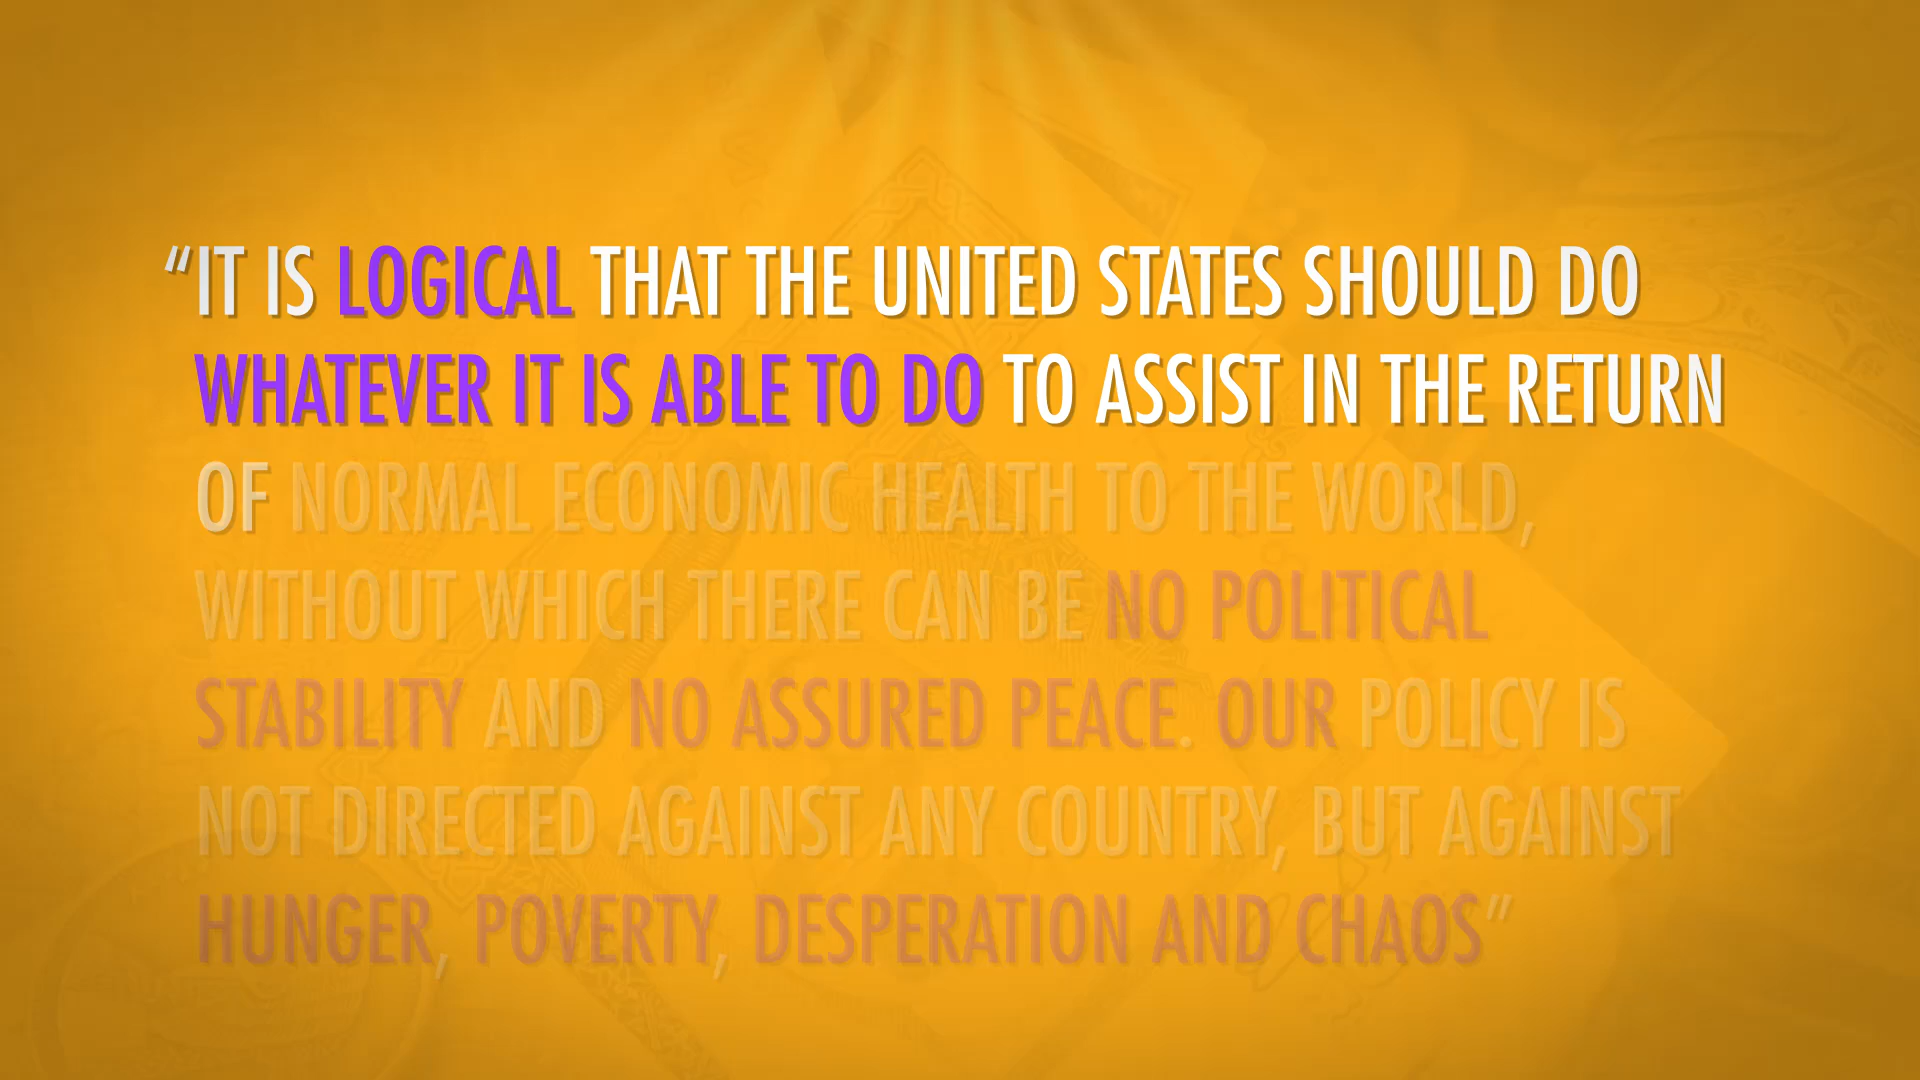 “IT IS LOGICAL THAT THE UNITED STATES SHOULD DO
WHATEVER IT IS ABLE TO DO TO ASSIST IN THE RETURN
OF NORMAL ECONOMIC HEALTH TO THE WORLD,
WITHOUT WHICH THERE CAN BE NO POLITICAL
STABILITY AND NO ASSURED PEACE. OUR POLICY IS
NOT DIRECTED AGAINST ANY COUNTRY, BUT AGAINST
HUNGER, POVERTY, DESPERATION AND CHAOS”